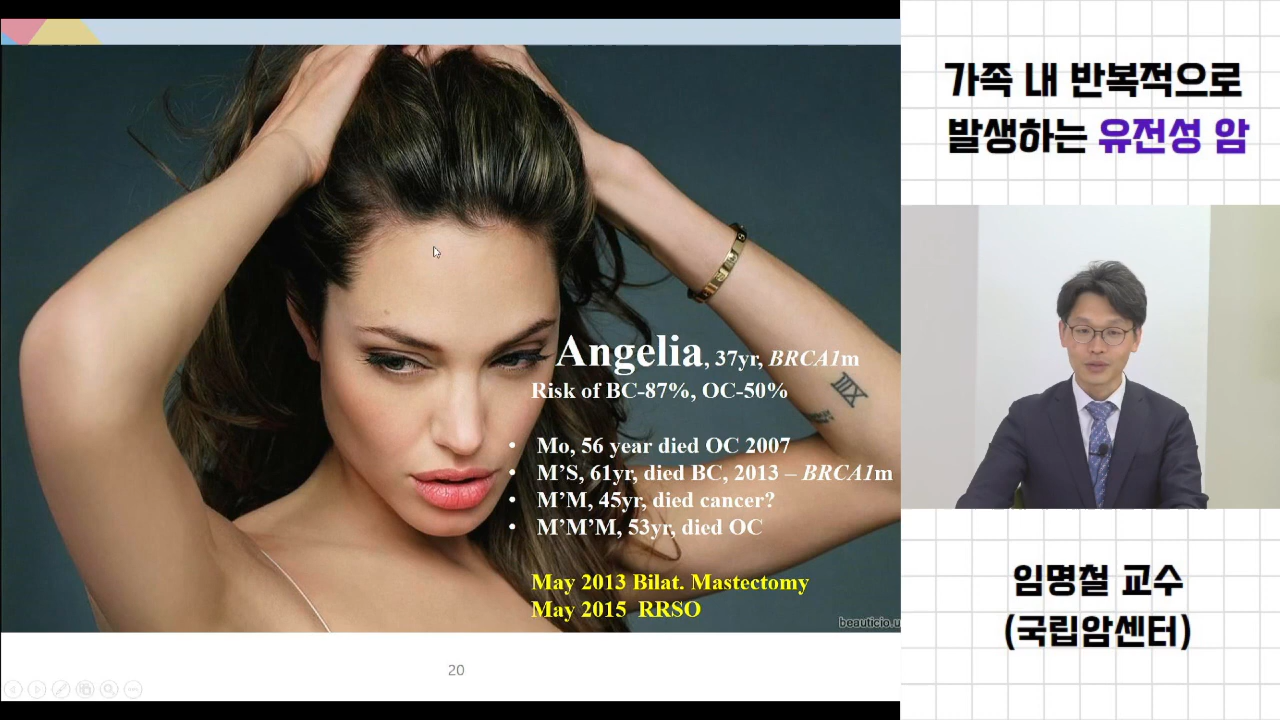 Angelia, 37yr, BRCA1m
Risk of BC-87%, OC-50%
• Mo, 56 year died OC 2007
• M'S, 61yr, died BC, 2013 – BRCA1m
• M'M, 45yr, died cancer?
• M'M'M, 53yr, died OC
May 2013 Bilat. Mastectomy
May 2015 RRSO
beauticio.u
20
가족 내 반복적으로
발생하는 유전성 암
임명철 교수
(국립암센터)